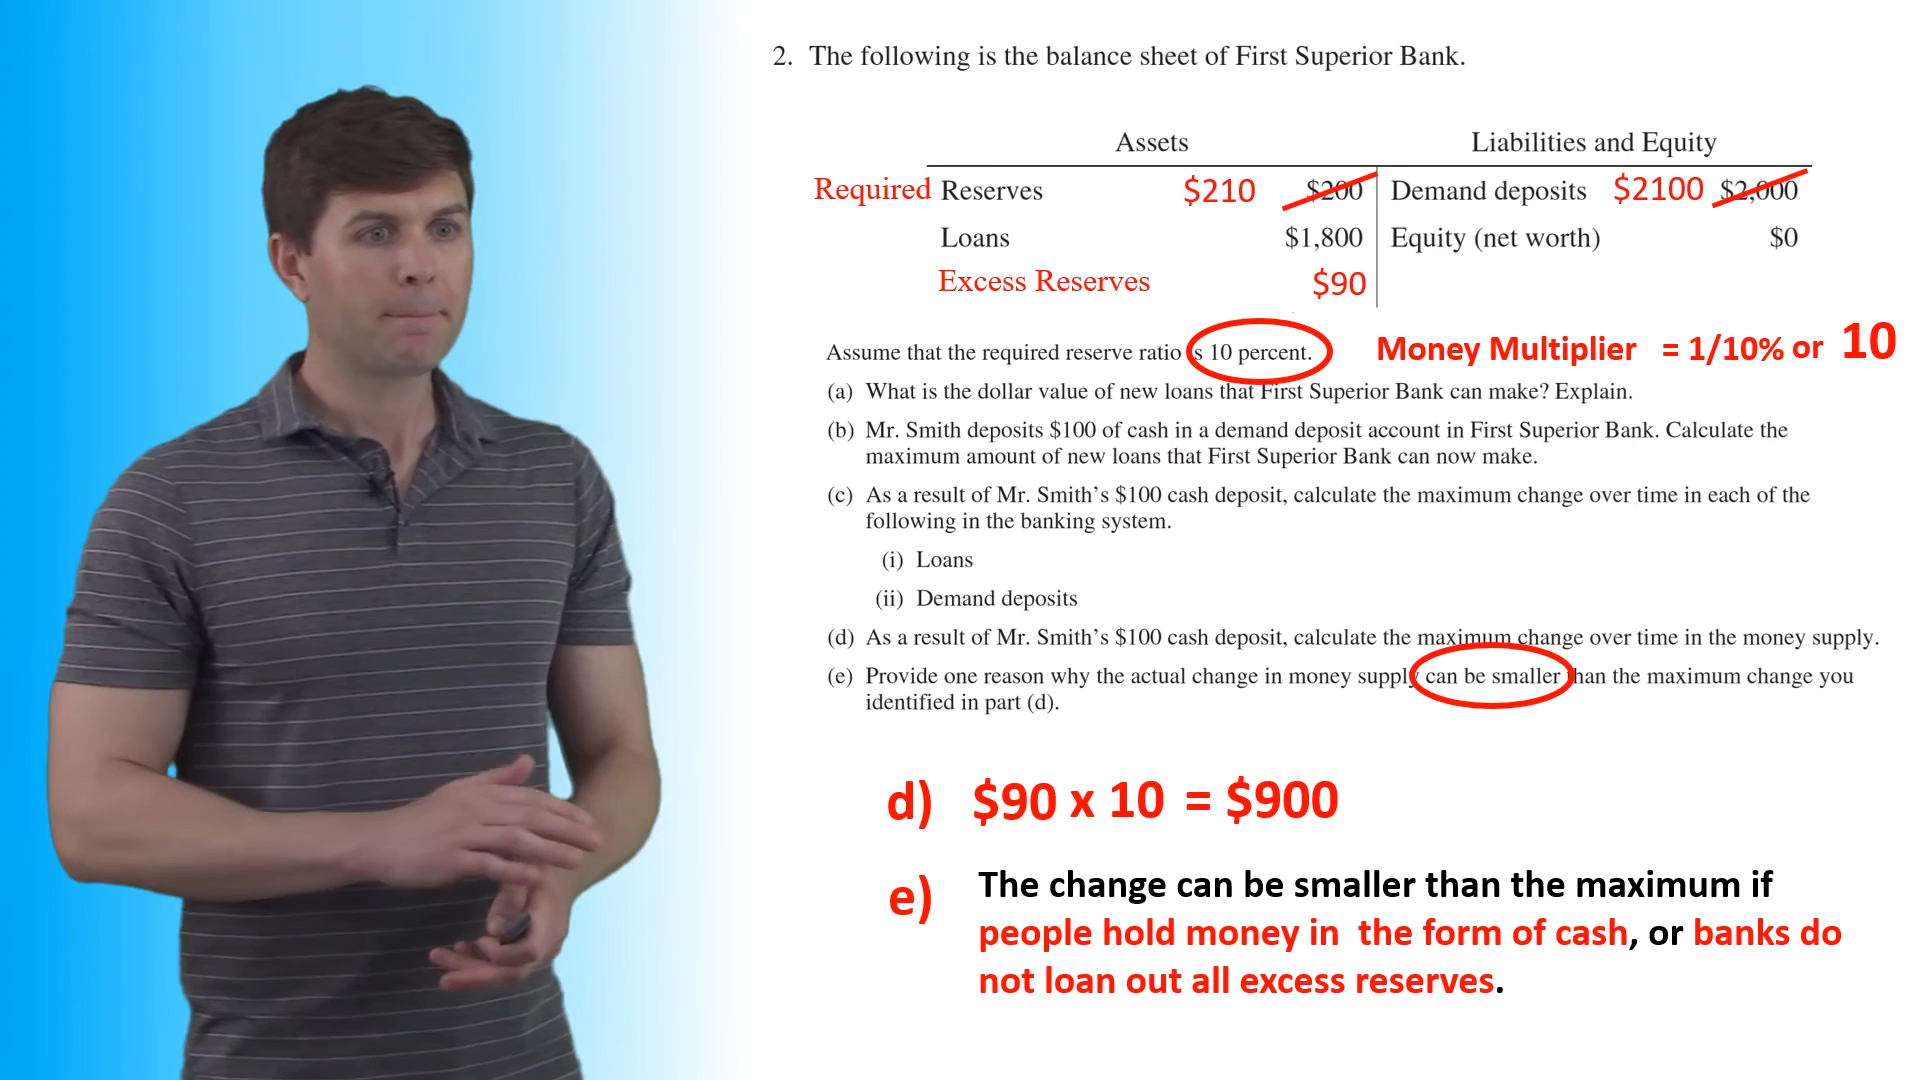 2. The following is the balance sheet of First Superior Bank.
Assets Liabilities and Equity
Required Reserves $210 $200 Demand deposits $2100 $2,000
Loans $1,800 Equity (net worth) $0
Excess Reserves $90
Assume that the required reserve ratio is 10 percent. Money Multiplier = 1/10% or 10
(a) What is the dollar value of new loans that First Superior Bank can make? Explain.
(b) Mr. Smith deposits $100 of cash in a demand deposit account in First Superior Bank. Calculate the
maximum amount of new loans that First Superior Bank can now make.
(c) As a result of Mr. Smith's $100 cash deposit, calculate the maximum change over time in each of the
following in the banking system.
(i) Loans
(ii) Demand deposits
(d) As a result of Mr. Smith's $100 cash deposit, calculate the maximum change over time in the money supply.
(e) Provide one reason why the actual change in money supply can be smaller than the maximum change you
identified in part (d).
d) $90 x 10 = $900
e) The change can be smaller than the maximum if
people hold money in the form of cash, or banks do
not loan out all excess reserves.